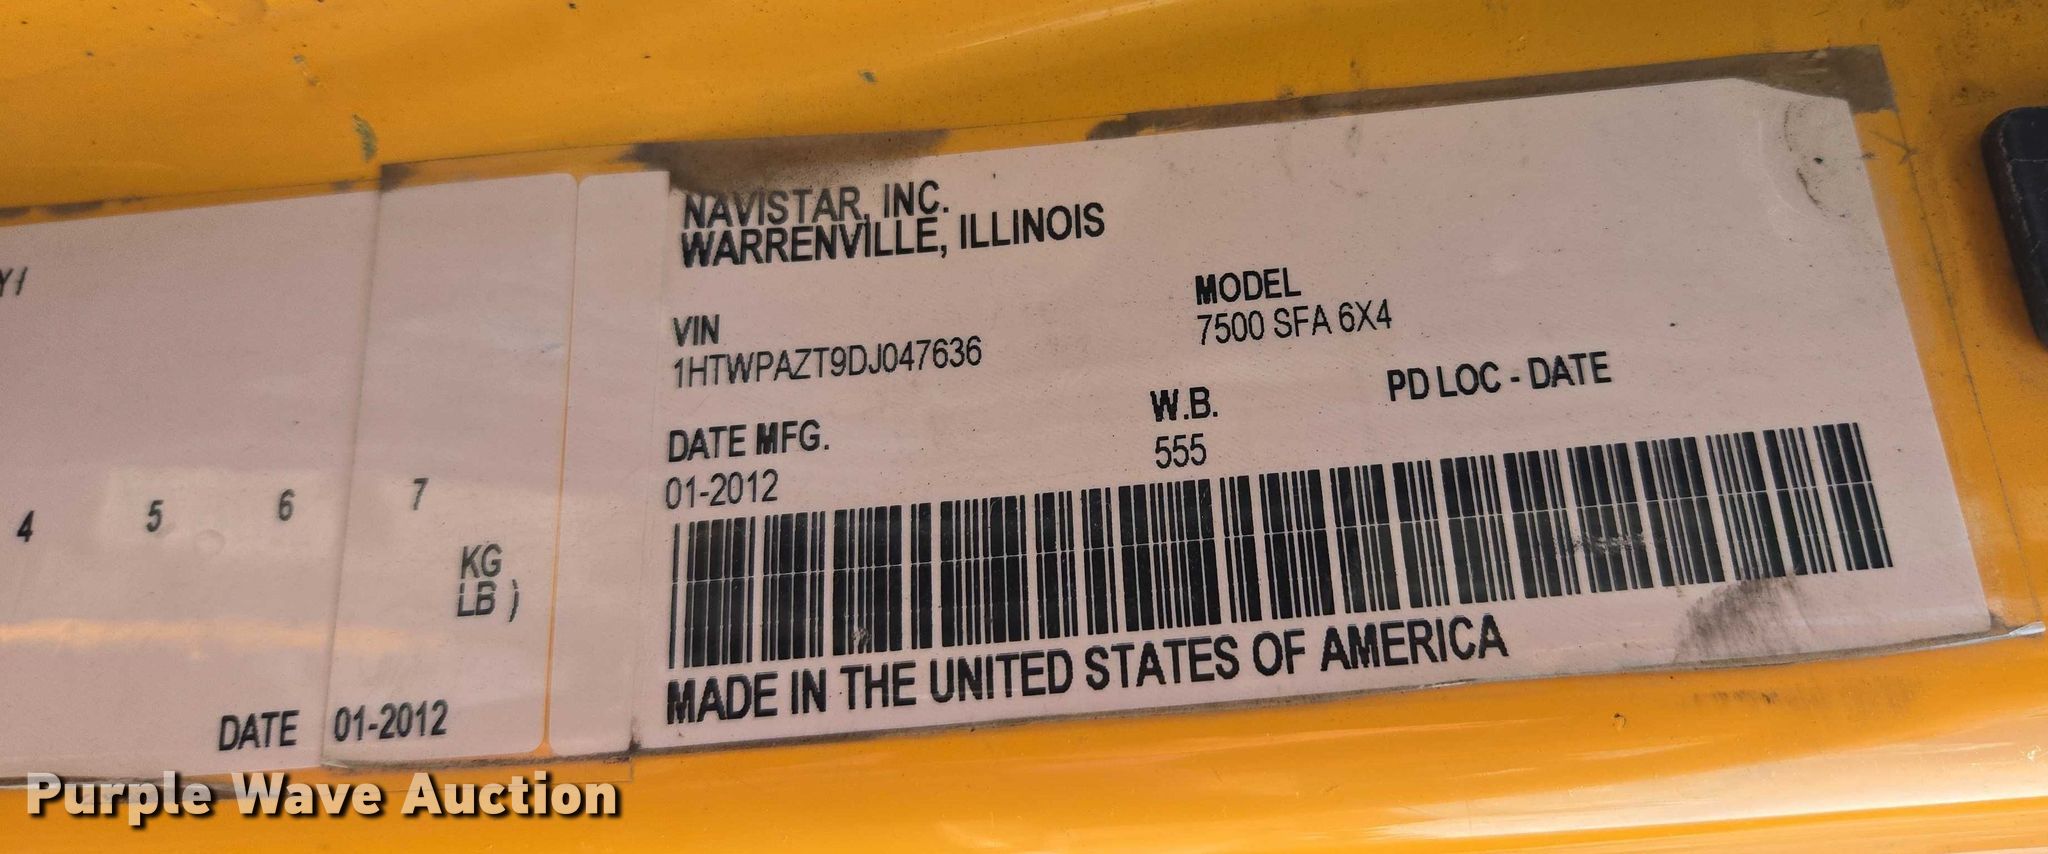 NAVISTAR, INC.
WARRENVILLE, ILLINOIS
VIN
1HTWPAZT9DJ047636
MODEL
7500 SFA 6X4
DATE MFG.
01-2012
W.B.
555
PD LOC - DATE
MADE IN THE UNITED STATES OF AMERICA
Y/
4 5 6 7
KG
LB )
DATE 01-2012
Purple Wave Auction